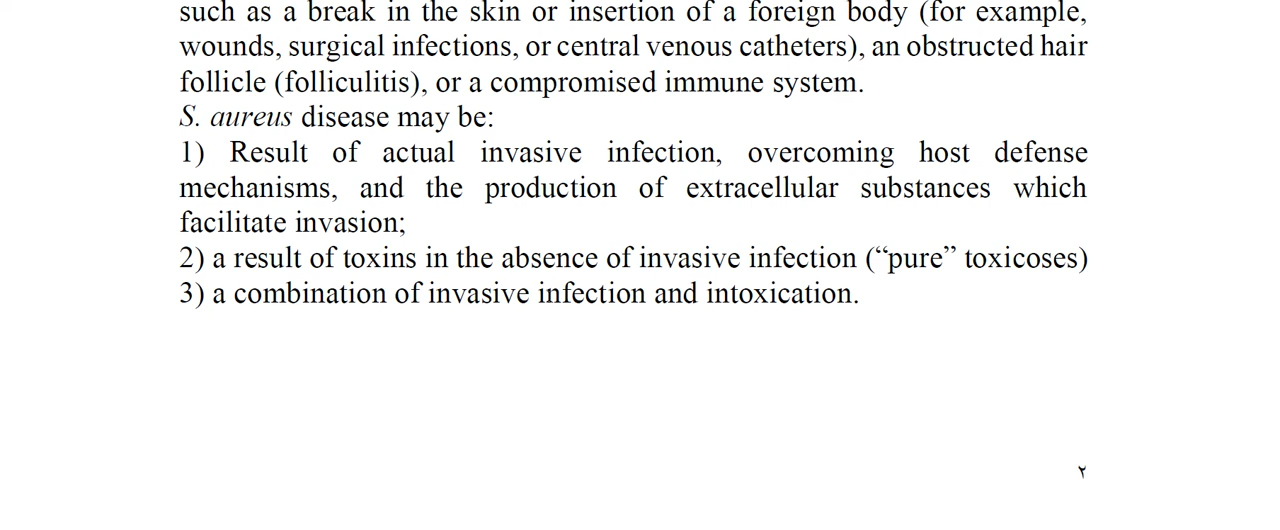 such as a break in the skin or insertion of a foreign body (for example,
wounds, surgical infections, or central venous catheters), an obstructed hair
follicle (folliculitis), or a compromised immune system.
S. aureus disease may be:
1) Result of actual invasive infection, overcoming host defense
mechanisms, and the production of extracellular substances which
facilitate invasion;
2) a result of toxins in the absence of invasive infection (“pure” toxicoses)
3) a combination of invasive infection and intoxication.
٢